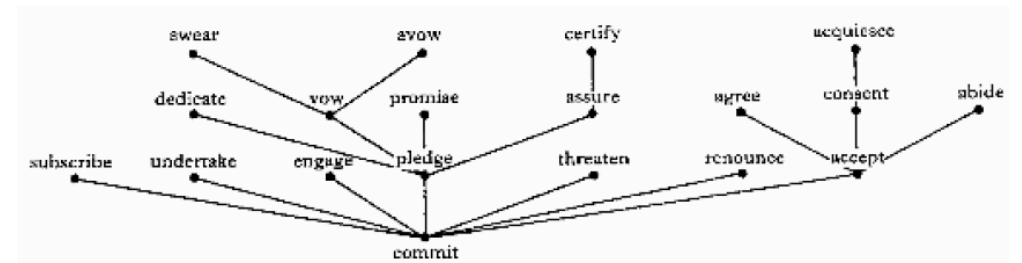 swear avow certify acquiesce
dedicate vow promise assure agree consent abide
subscribe undertake engage pledge threaten renounce accept
commit